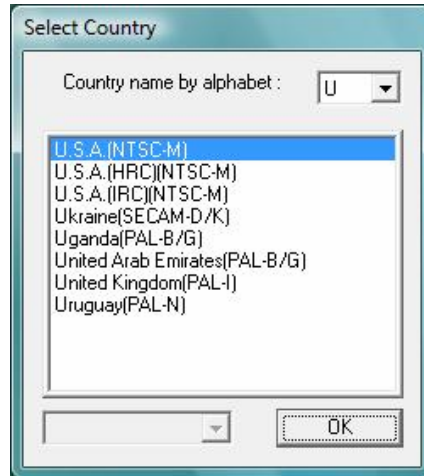 Select Country
Country name by alphabet :
U
U.S.A.(NTSC-M)
U.S.A.(HRC)(NTSC-M)
U.S.A.(IRC)(NTSC-M)
Ukraine(SECAM-D/K)
Uganda(PAL-B/G)
United Arab Emirates(PAL-B/G)
United Kingdom(PAL-I)
Uruguay(PAL-N)
OK